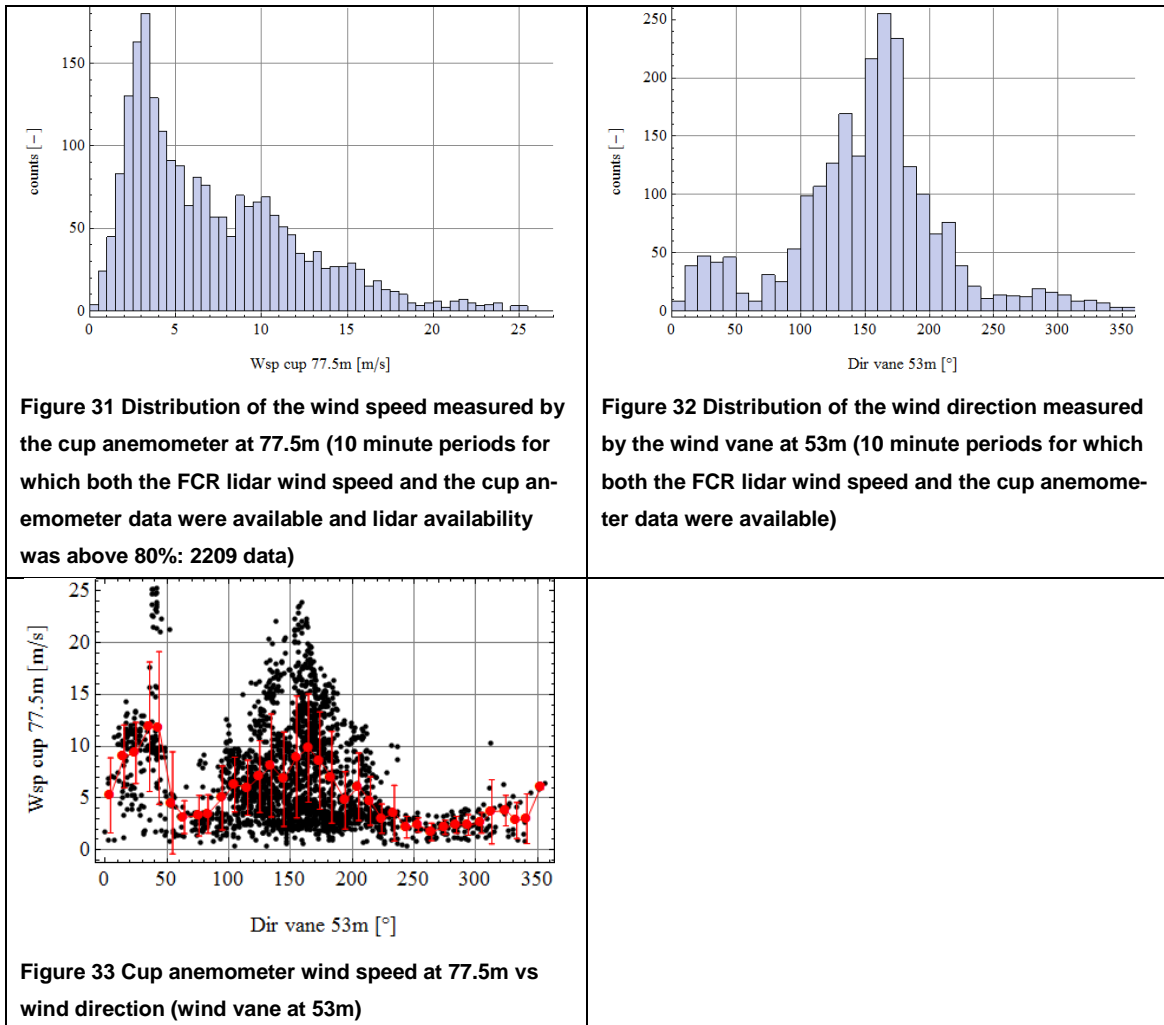 150
100
50
0
counts [−]
0 5 10 15 20 25
Wsp cup 77.5m [m/s]
Figure 31 Distribution of the wind speed measured by
the cup anemometer at 77.5m (10 minute periods for
which both the FCR lidar wind speed and the cup an-
emometer data were available and lidar availability
was above 80%: 2209 data)
250
200
150
100
50
0
counts [−]
0 50 100 150 200 250 300 350
Dir vane 53m [°]
Figure 32 Distribution of the wind direction measured
by the wind vane at 53m (10 minute periods for which
both the FCR lidar wind speed and the cup anemome-
ter data were available)
25
20
15
10
5
0
Wsp cup 77.5m [m/s]
0 50 100 150 200 250 300 350
Dir vane 53m [°]
Figure 33 Cup anemometer wind speed at 77.5m vs
wind direction (wind vane at 53m)